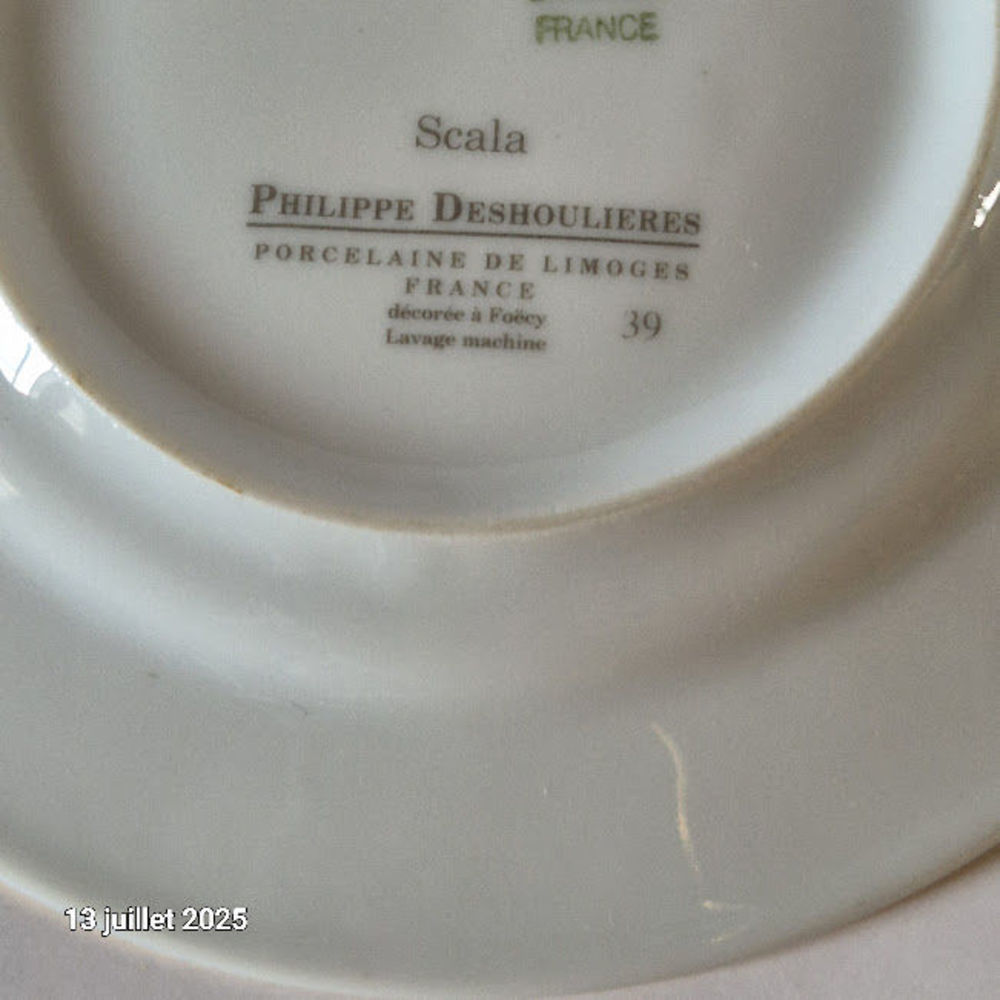 FRANCE
Scala
PHILIPPE DESHOULIERES
PORCELAINE DE LIMOGES
FRANCE
décorée à Foëcy
Lavage machine
39
13 juillet 2025